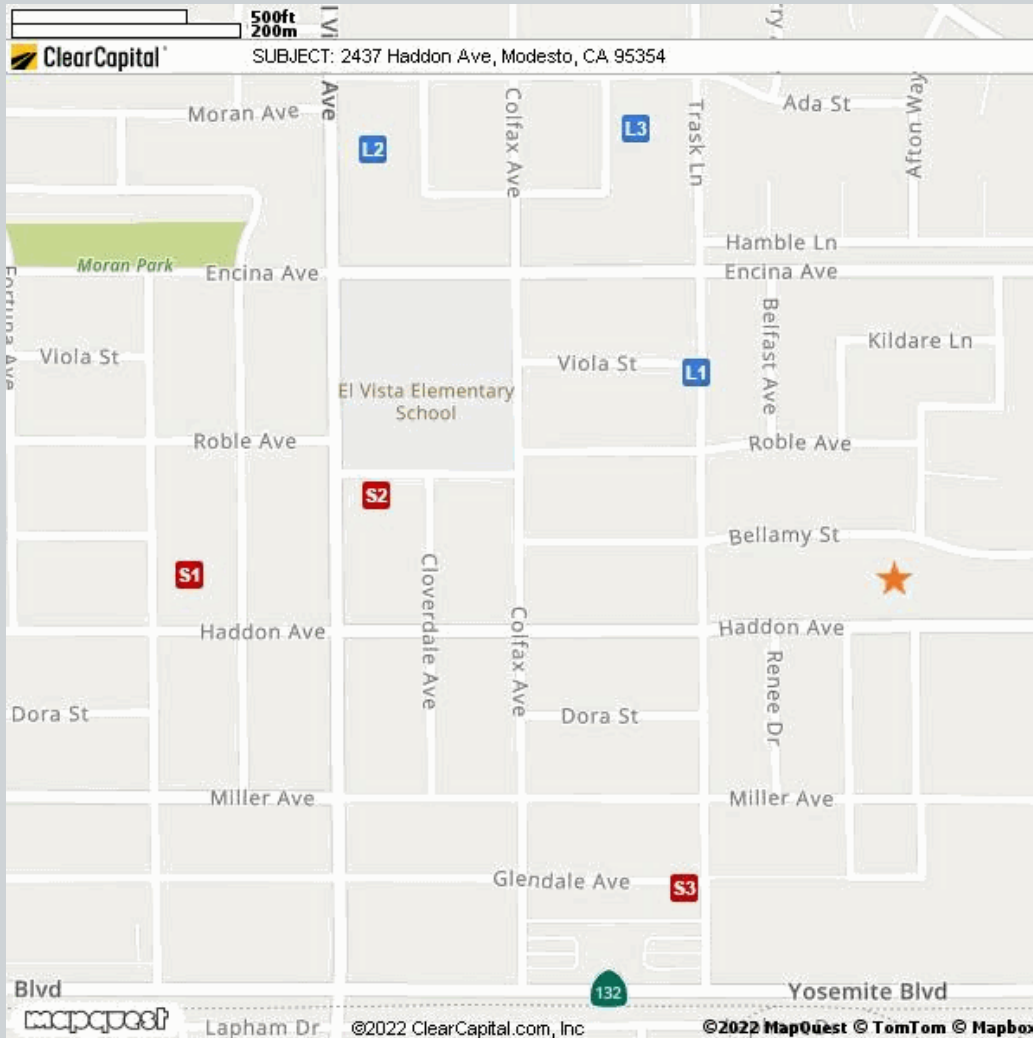 500ft
200m
ClearCapital
SUBJECT: 2437 Haddon Ave, Modesto, CA 95354
Ave
Moran Ave
Colfax Ave
Trask Ln
Ada St
Afton Way
L2
L3
Hamble Ln
Moran Park
Encina Ave
Encina Ave
Fortuna Ave
Belfast Ave
Viola St
Viola St
Kildare Ln
L1
El Vista Elementary
School
Roble Ave
Roble Ave
S2
Bellamy St
S1
Cloverdale Ave
Colfax Ave
Haddon Ave
Haddon Ave
Renee Dr
Dora St
Dora St
Miller Ave
Miller Ave
Glendale Ave
S3
Blvd
132
Yosemite Blvd
mapquest
Lapham Dr
©2022 ClearCapital.com, Inc
©2022 MapQuest © TomTom © Mapbox